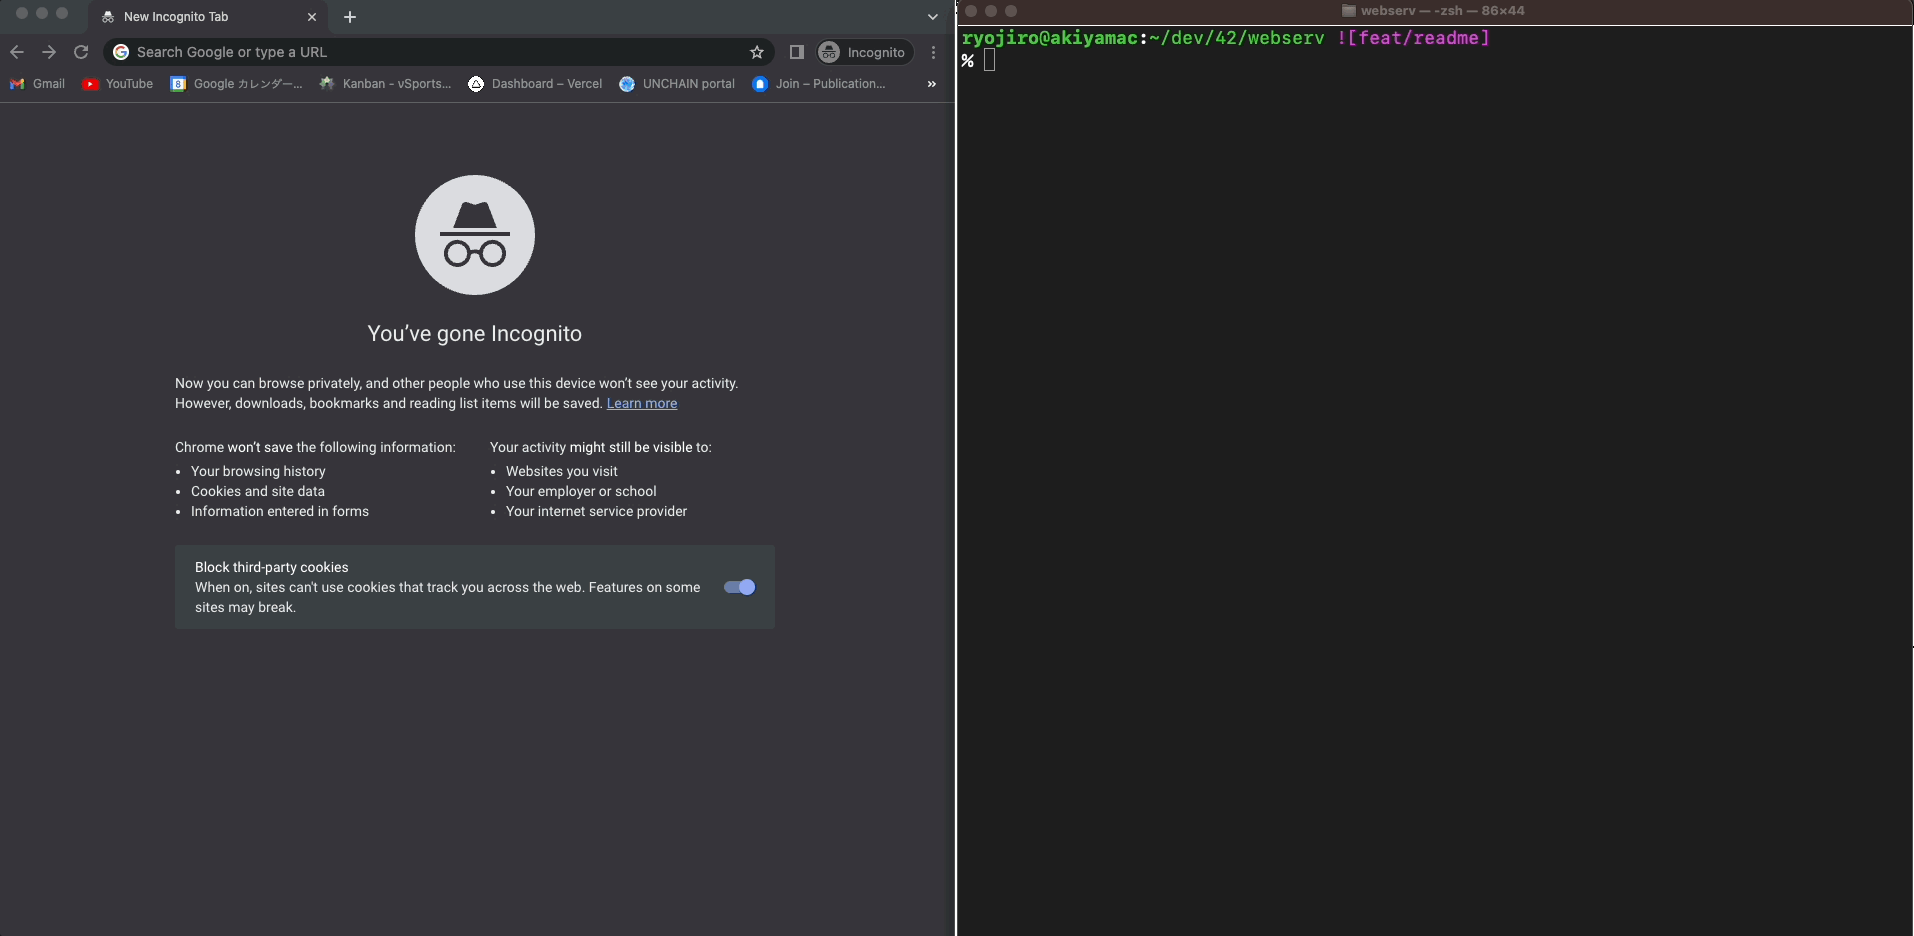 New Incognito Tab
Search Google or type a URL
Incognito
Gmail
YouTube
8
Google カレンダー...
Kanban - vSports...
Dashboard – Vercel
UNCHAIN portal
Join – Publication...
»
You’ve gone Incognito
Now you can browse privately, and other people who use this device won’t see your activity.
However, downloads, bookmarks and reading list items will be saved. Learn more
Chrome won’t save the following information:
• Your browsing history
• Cookies and site data
• Information entered in forms
Your activity might still be visible to:
• Websites you visit
• Your employer or school
• Your internet service provider
Block third-party cookies
When on, sites can't use cookies that track you across the web. Features on some
sites may break.
webserv — -zsh — 86×44
ryojiro@akiyamac:~/dev/42/webserv ![feat/readme]
%